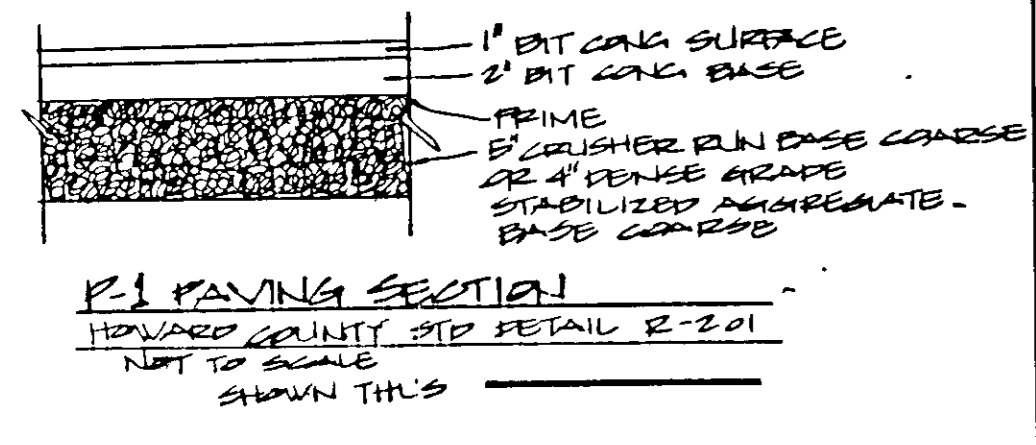 1" BIT CONC SURFACE
2" BIT CONC BASE
PRIME
5" CRUSHER RUN BASE COARSE
OR 4" DENSE GRADE
STABILIZED AGGREGATE
BASE COARSE
P-1 PAVING SECTION
HOWARD COUNTY STD DETAIL R-201
NOT TO SCALE
SHOWN THUS